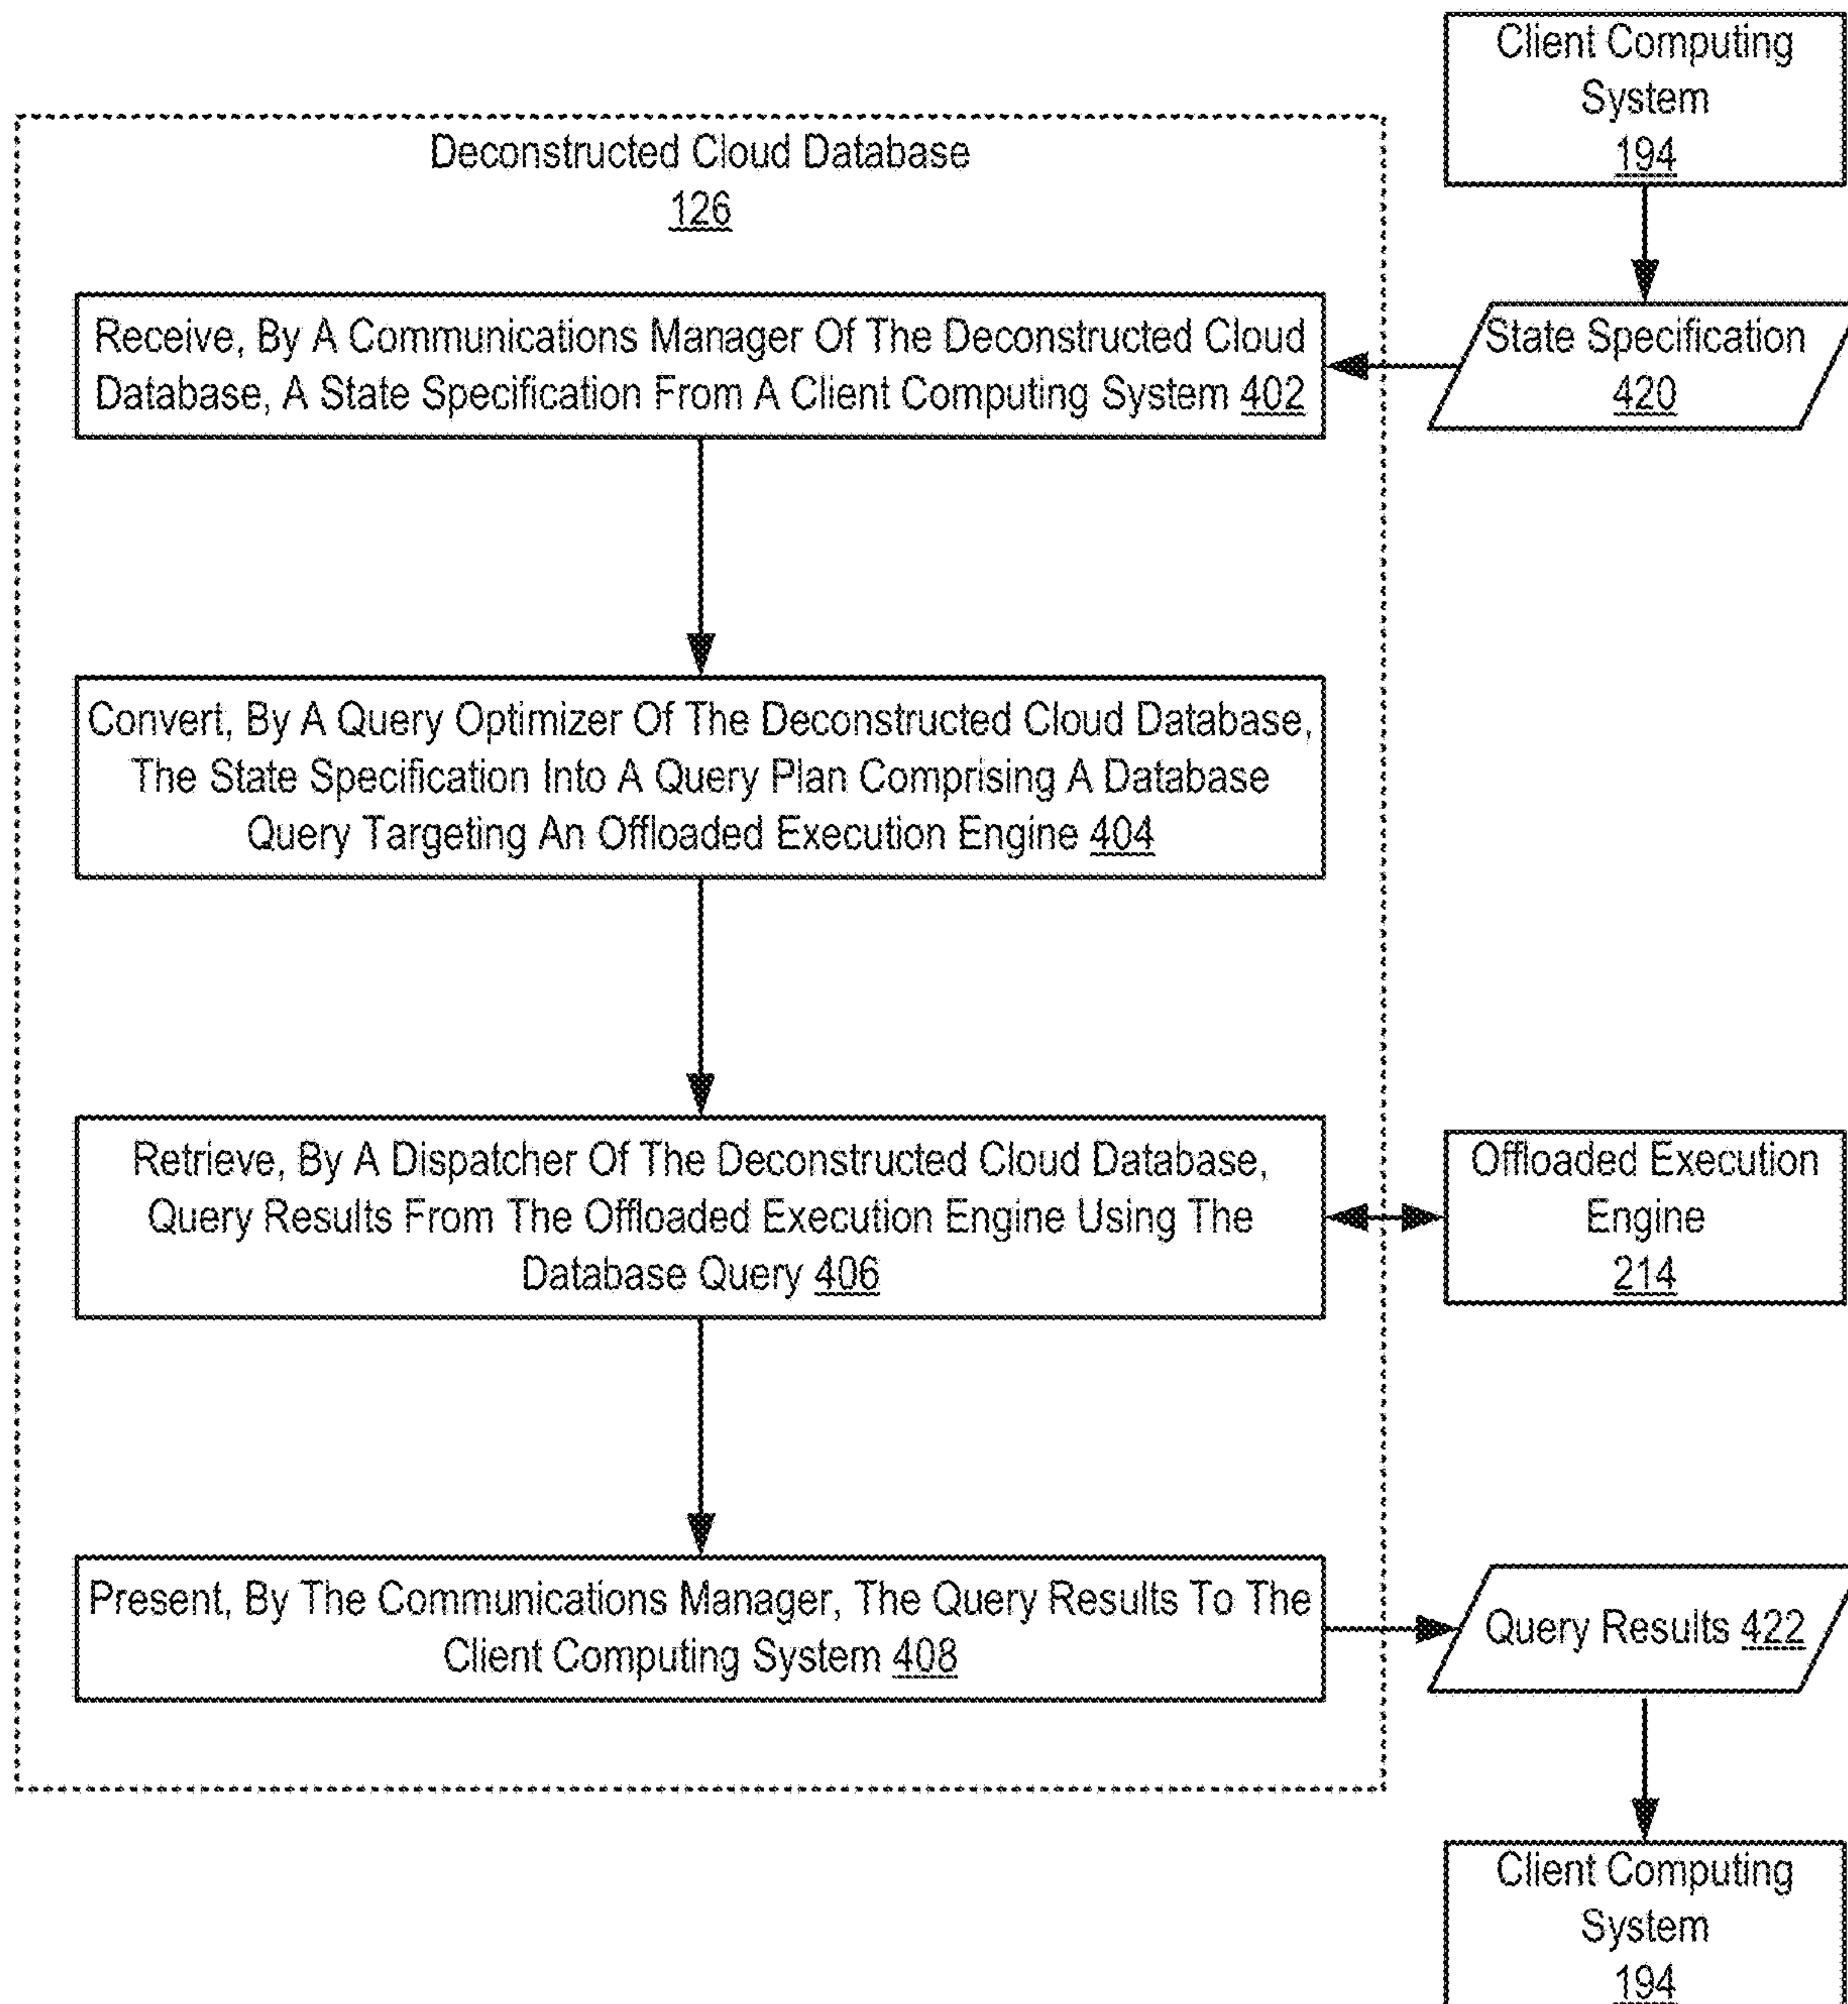 Client Computing
System
194
Deconstructed Cloud Database
126
Receive, By A Communications Manager Of The Deconstructed Cloud
Database, A State Specification From A Client Computing System 402
State Specification
420
Convert, By A Query Optimizer Of The Deconstructed Cloud Database,
The State Specification Into A Query Plan Comprising A Database
Query Targeting An Offloaded Execution Engine 404
Retrieve, By A Dispatcher Of The Deconstructed Cloud Database,
Query Results From The Offloaded Execution Engine Using The
Database Query 406
Offloaded Execution
Engine
214
Present, By The Communications Manager, The Query Results To The
Client Computing System 408
Query Results 422
Client Computing
System
194